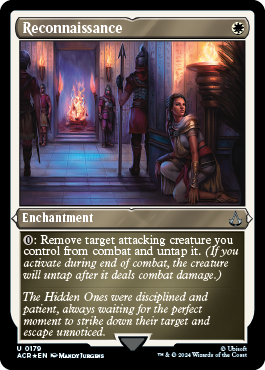 Reconnaissance
Enchantment
0: Remove target attacking creature you
control from combat and untap it. (If you
activate during end of combat, the creature
will untap after it deals combat damage.)
The Hidden Ones were disciplined and
patient, always waiting for the perfect
moment to strike down their target and
escape unnoticed.
U 0179
ACR ★ EN MANDY JURGENS
© Ubisoft
™ & © 2024 Wizards of the Coast